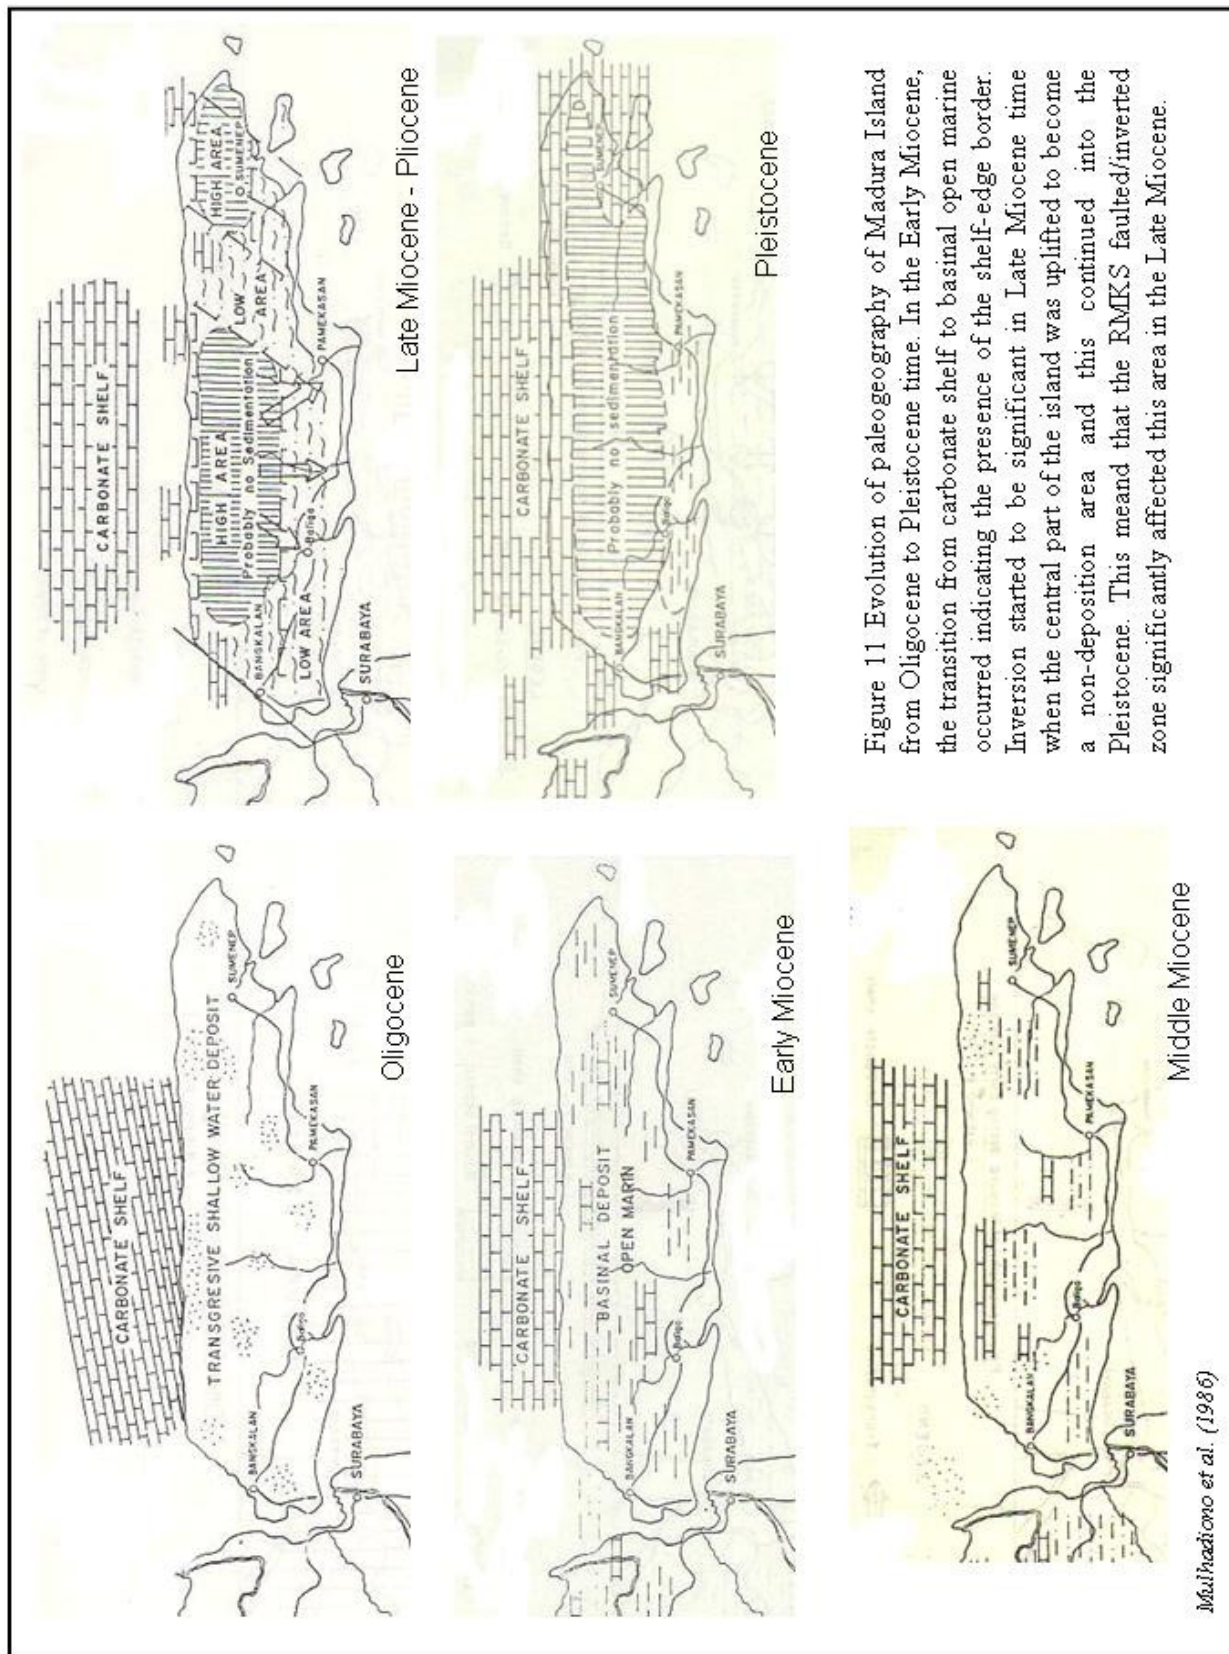 CARBONATE SHELF
TRANSGRESIVE SHALLOW WATER DEPOSIT
BANGKALAN
Batigo
SUMENEP
PAMEKASAN
SURABAYA
Oligocene
CARBONATE SHELF
BASINAL DEPOSIT
OPEN MARIN
BANGKALAN
Batigo
SUMENEP
PAMEKASAN
SURABAYA
Early Miocene
CARBONATE SHELF
BANGKALAN
Batigo
SUMENEP
PAMEKASAN
SURABAYA
Middle Miocene
Mulhadiono et al. (1986)
CARBONATE SHELF
HIGH AREA
Probably no Sedimentation
HIGH AREA
SUMENEP
LOW
AREA
BANGKALAN
LOW AREA
Batigo
PAMEKASAN
SURABAYA
Late Miocene - Pliocene
CARBONATE SHELF
Probably no sedimentation
BANGKALAN
Batigo
SUMENEP
PAMEKASAN
SURABAYA
Pleistocene
Figure 11 Evolution of paleogeography of Madura Island
from Oligocene to Pleistocene time. In the Early Miocene,
the transition from carbonate shelf to basinal open marine
occurred indicating the presence of the shelf-edge border.
Inversion started to be significant in Late Miocene time
when the central part of the island was uplifted to become
a non-deposition area and this continued into the
Pleistocene. This meand that the RMKS faulted/inverted
zone significantly affected this area in the Late Miocene.